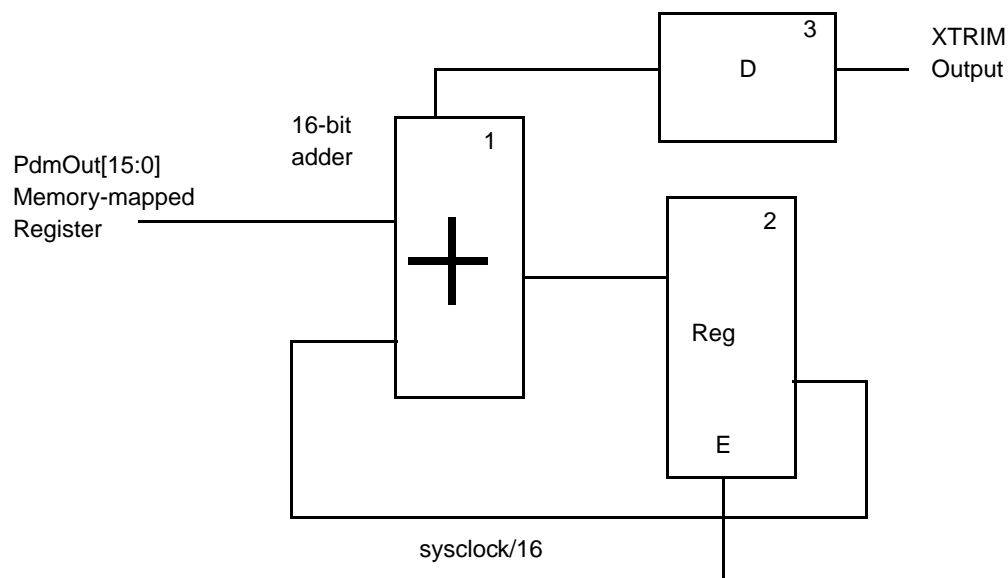 3
XTRIM
Output
D
16-bit
adder
1
PdmOut[15:0]
Memory-mapped
Register
2
Reg
E
sysclock/16